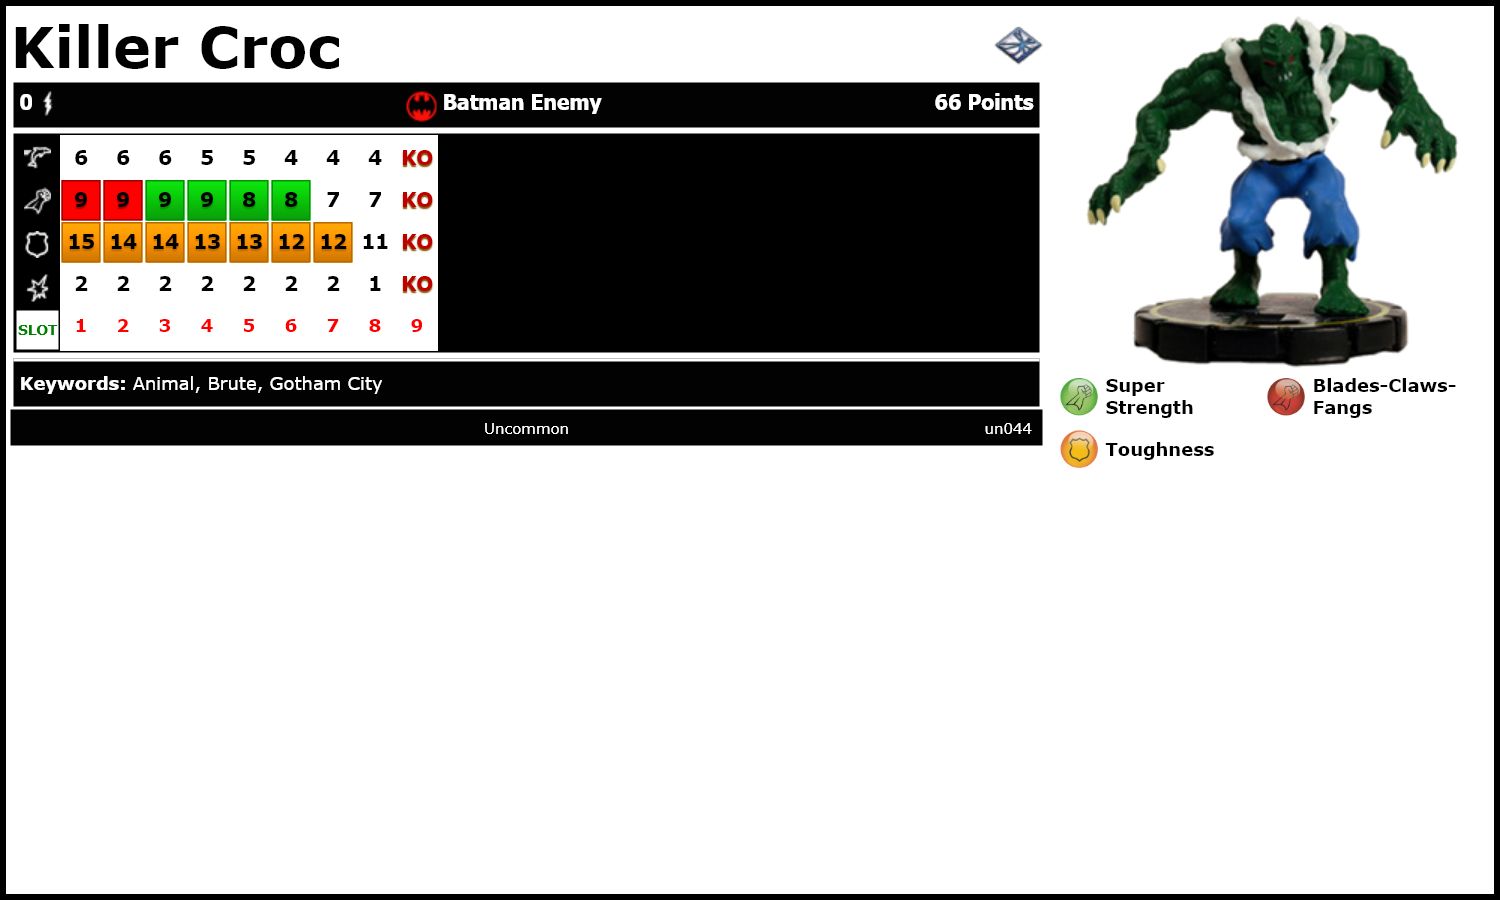 Killer Croc
0 Batman Enemy 66 Points
6 6 6 5 5 4 4 4 KO
9 9 9 9 8 8 7 7 KO
15 14 14 13 13 12 12 11 KO
2 2 2 2 2 2 2 1 KO
SLOT 1 2 3 4 5 6 7 8 9
Keywords: Animal, Brute, Gotham City
Uncommon un044
Super
Strength
Blades-Claws-
Fangs
Toughness